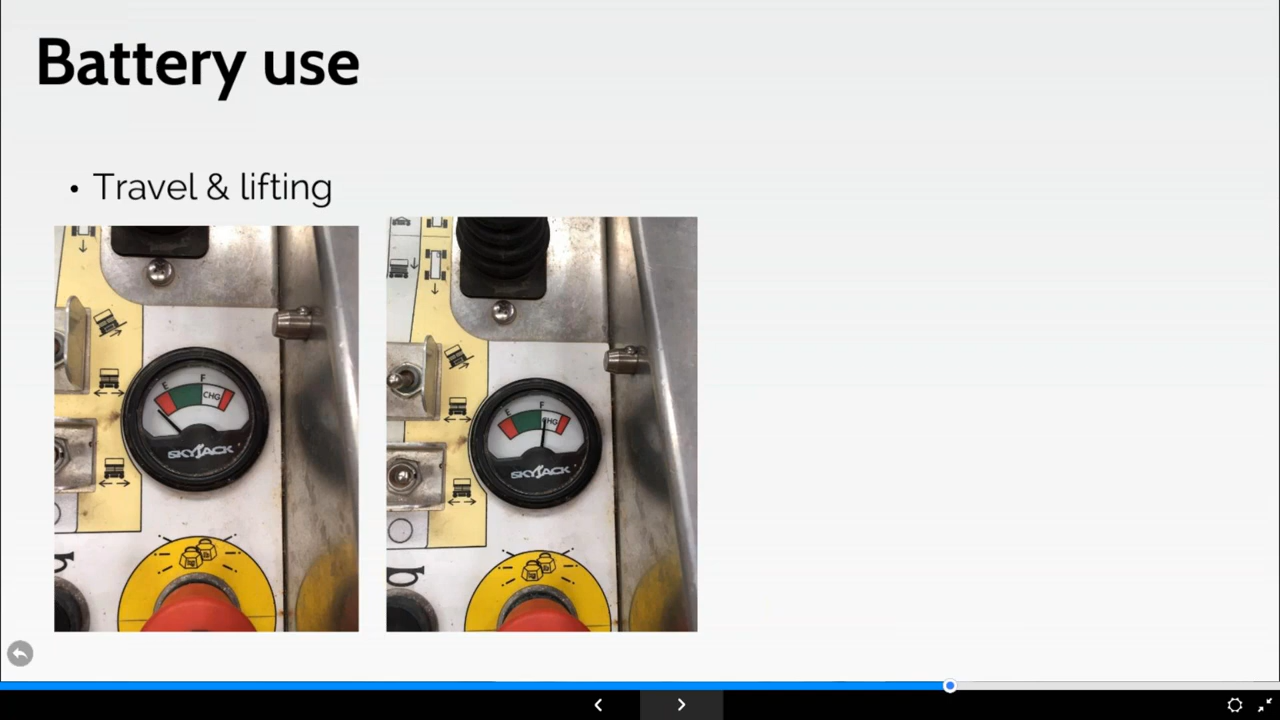 Battery use
• Travel & lifting
E F
CHG
SKYJACK
E F
CHG
SKYJACK